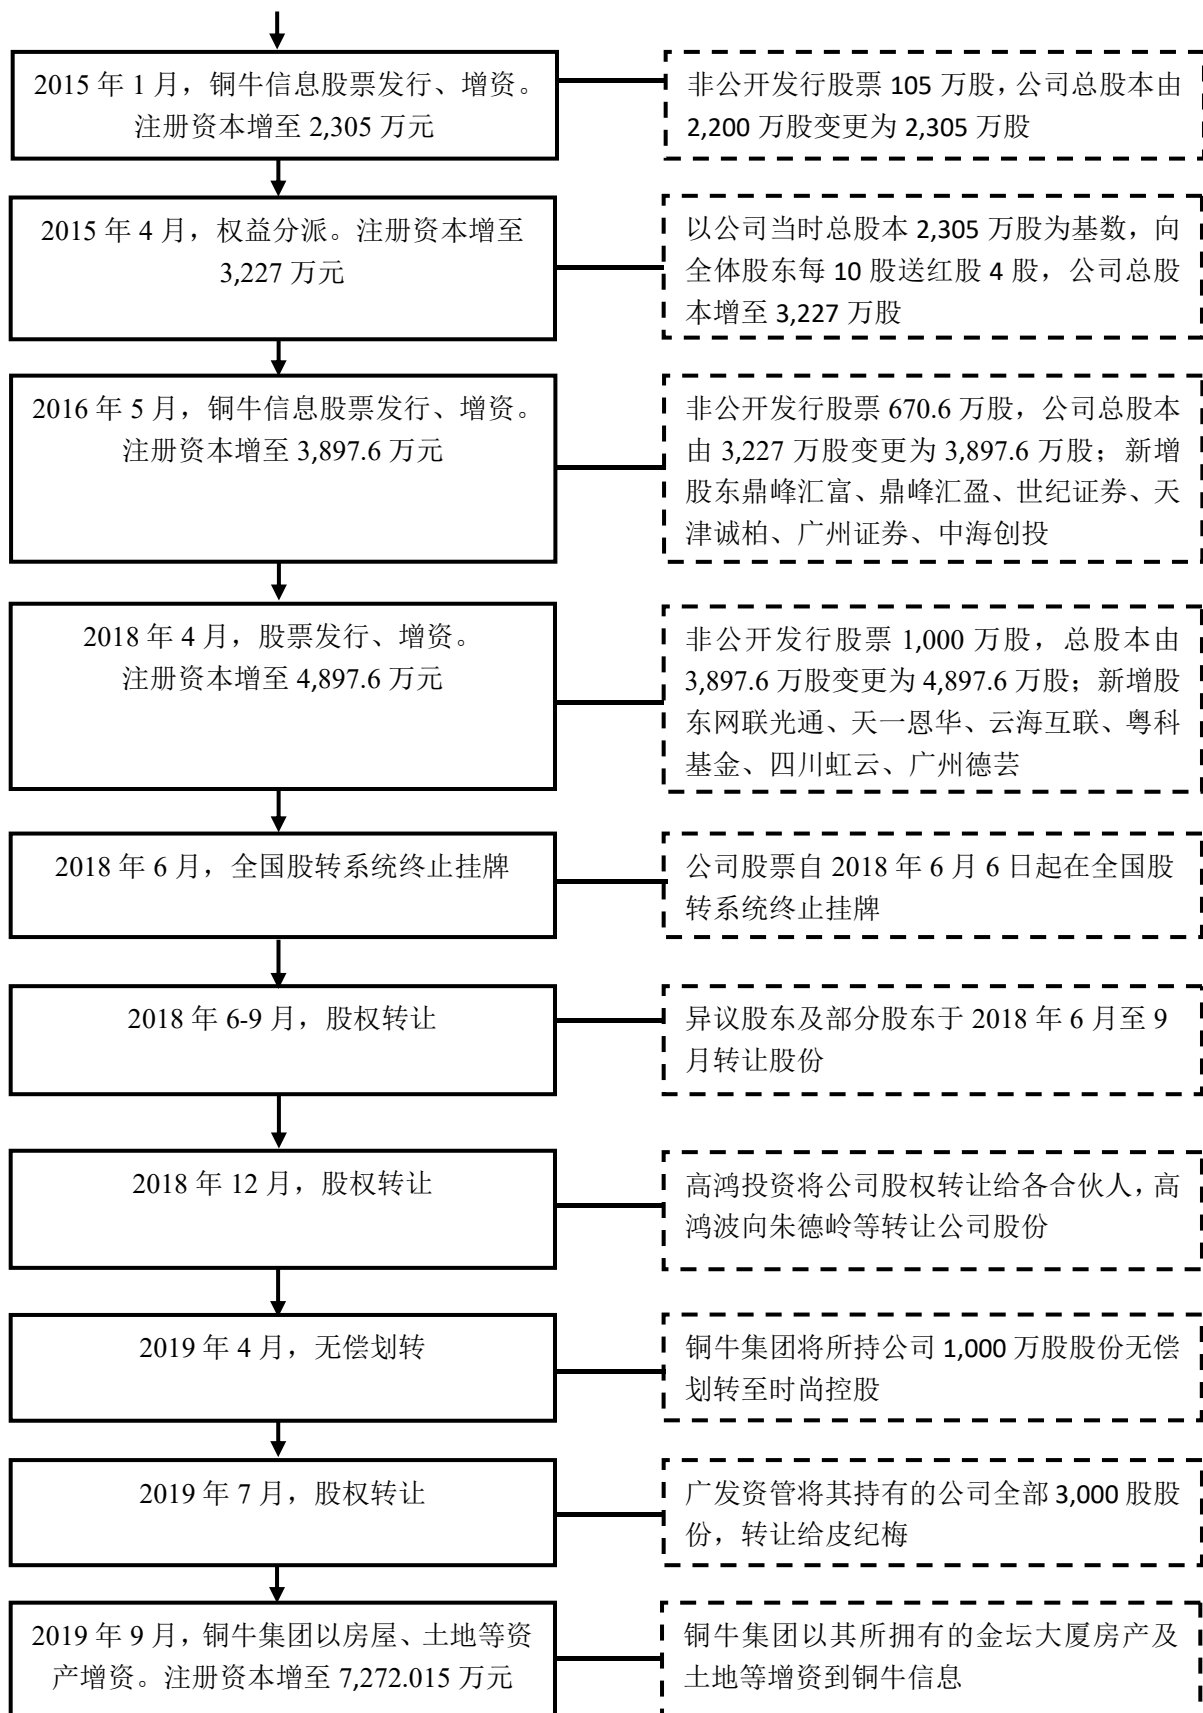 2015 年 1 月，铜牛信息股票发行、增资。
注册资本增至 2,305 万元
非公开发行股票 105 万股，公司总股本由
2,200 万股变更为 2,305 万股
2015 年 4 月，权益分派。注册资本增至
3,227 万元
以公司当时总股本 2,305 万股为基数，向
全体股东每 10 股送红股 4 股，公司总股
本增至 3,227 万股
2016 年 5 月，铜牛信息股票发行、增资。
注册资本增至 3,897.6 万元
非公开发行股票 670.6 万股，公司总股本
由 3,227 万股变更为 3,897.6 万股；新增
股东鼎峰汇富、鼎峰汇盈、世纪证券、天
津诚柏、广州证券、中海创投
2018 年 4 月，股票发行、增资。
注册资本增至 4,897.6 万元
非公开发行股票 1,000 万股，总股本由
3,897.6 万股变更为 4,897.6 万股；新增股
东网联光通、天一恩华、云海互联、粤科
基金、四川虹云、广州德芸
2018 年 6 月，全国股转系统终止挂牌
公司股票自 2018 年 6 月 6 日起在全国股
转系统终止挂牌
2018 年 6-9 月，股权转让
异议股东及部分股东于 2018 年 6 月至 9
月转让股份
2018 年 12 月，股权转让
高鸿投资将公司股权转让给各合伙人，高
鸿波向朱德岭等转让公司股份
2019 年 4 月，无偿划转
铜牛集团将所持公司 1,000 万股股份无偿
划转至时尚控股
2019 年 7 月，股权转让
广发资管将其持有的公司全部 3,000 股股
份，转让给皮纪梅
2019 年 9 月，铜牛集团以房屋、土地等资
产增资。注册资本增至 7,272.015 万元
铜牛集团以其所拥有的金坛大厦房产及
土地等增资到铜牛信息